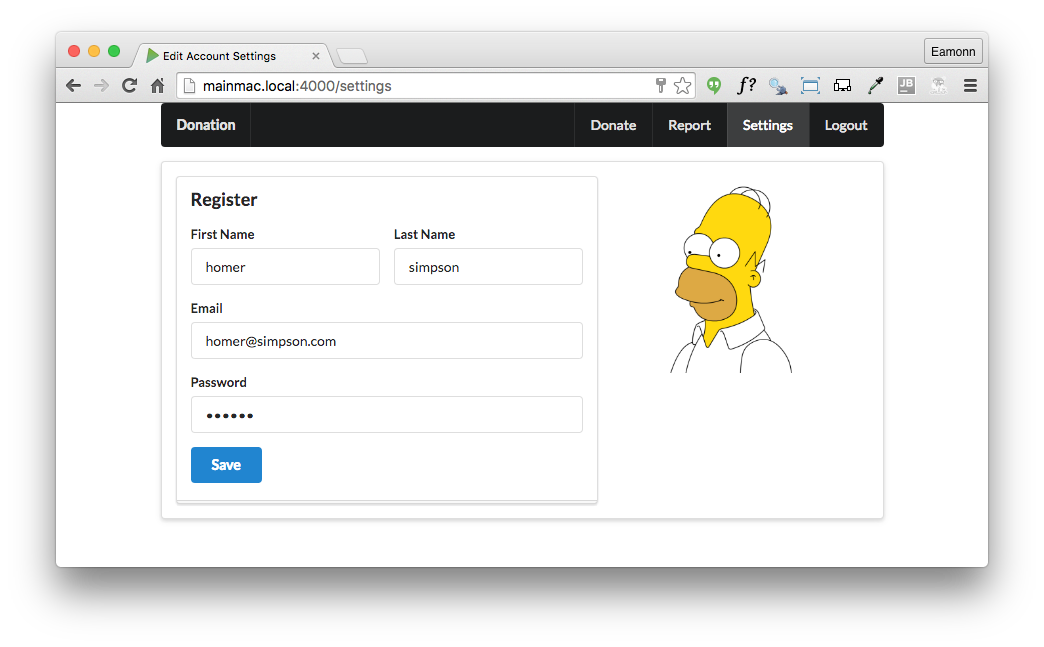 Edit Account Settings
Eamonn
mainmac.local:4000/settings
f?
JB
Donation Donate Report Settings Logout
Register
First Name Last Name
homer simpson
Email
homer@simpson.com
Password
••••••
Save